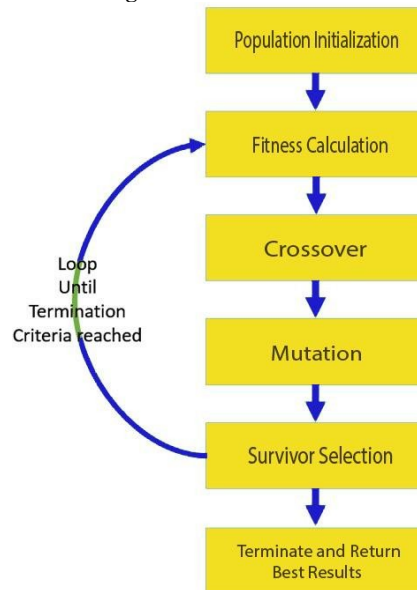 Population Initialization
Fitness Calculation
Crossover
Loop
Until
Termination
Criteria reached
Mutation
Survivor Selection
Terminate and Return
Best Results